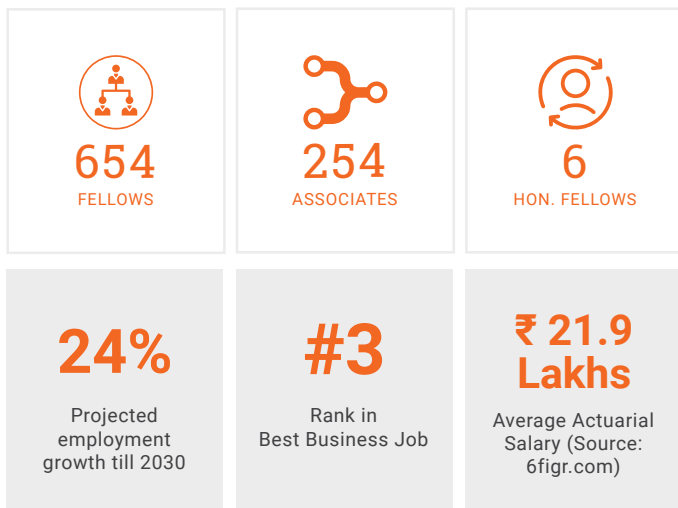 654
FELLOWS
254
ASSOCIATES
6
HON. FELLOWS
24%
Projected
employment
growth till 2030
#3
Rank in
Best Business Job
₹ 21.9
Lakhs
Average Actuarial
Salary (Source:
6figr.com)